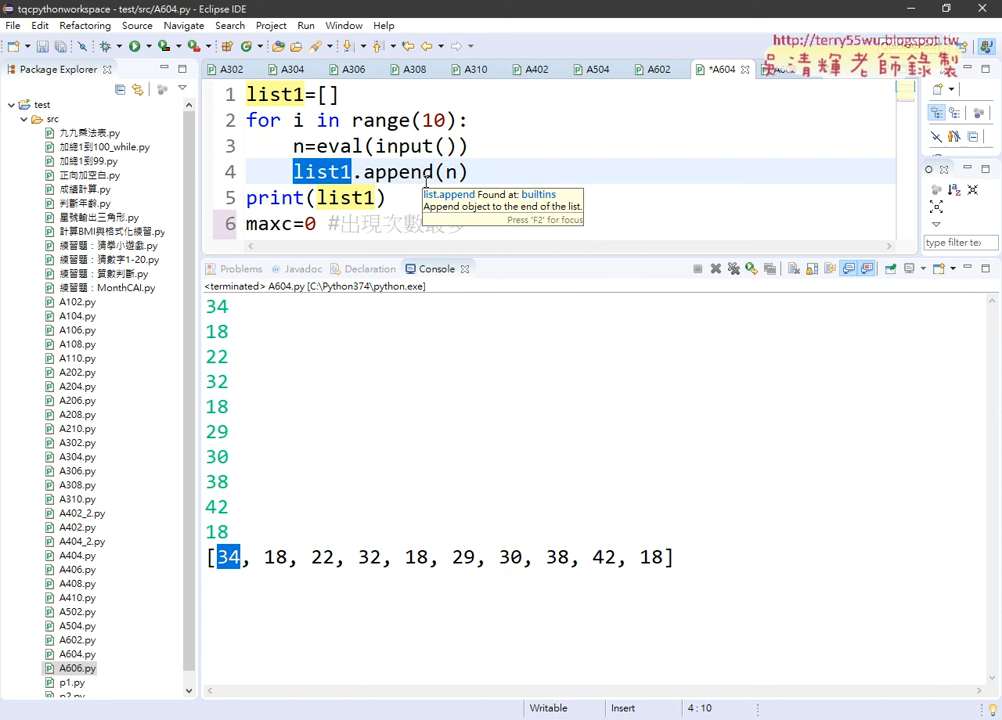 tqcpythonworkspace - test/src/A604.py - Eclipse IDE
File Edit Source Refactoring Navigate Search Project Run Window Help
http://terry55wu.blogspot.tw
吳清輝老師錄製
Package Explorer
A302 A304 A306 A308 A310 A402 A504 A602 *A604
test
src
九九乘法表.py
加總1到100_while.py
加總1到99.py
正向加空白.py
成績計算.py
判斷年齡.py
星號輸出三角形.py
計算BMI與格式化練習.py
練習題：猜拳小遊戲.py
練習題：猜數字1-20.py
練習題：質數判斷.py
練習題：MonthCAI.py
A102.py
A104.py
A106.py
A108.py
A110.py
A202.py
A204.py
A206.py
A208.py
A210.py
A302.py
A304.py
A306.py
A308.py
A310.py
A402_2.py
A402.py
A404_2.py
A404.py
A406.py
A408.py
A410.py
A502.py
A504.py
A602.py
A604.py
A606.py
p1.py
p2.py
1 list1=[]
2 for i in range(10):
3 n=eval(input())
4 list1.append(n)
5 print(list1)
6 maxc=0 #出現次數最多
list.append Found at: builtins
Append object to the end of the list.
Press 'F2' for focus
type filter tex
Problems Javadoc Declaration Console
<terminated> A604.py [C:\Python374\python.exe]
34
18
22
32
18
29
30
38
42
18
[34, 18, 22, 32, 18, 29, 30, 38, 42, 18]
Writable Insert 4 : 10